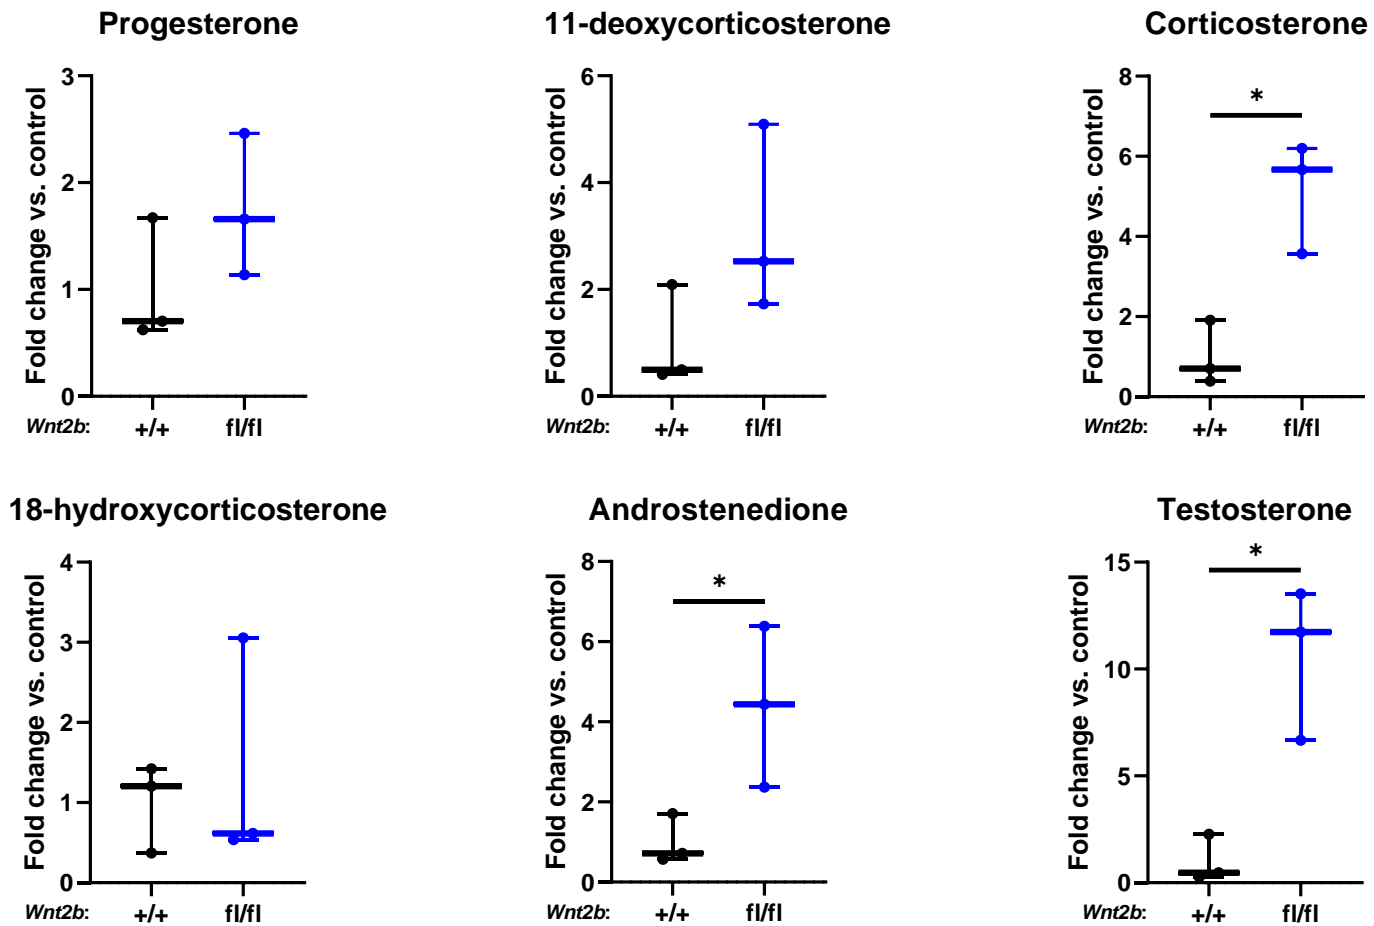 Progesterone
Fold change vs. control
3
2
1
0
Wnt2b: +/+ fl/fl
11-deoxycorticosterone
Fold change vs. control
6
4
2
0
Wnt2b: +/+ fl/fl
Corticosterone
Fold change vs. control
8
6
4
2
0
*
Wnt2b: +/+ fl/fl
18-hydroxycorticosterone
Fold change vs. control
4
3
2
1
0
Wnt2b: +/+ fl/fl
Androstenedione
Fold change vs. control
8
6
4
2
0
*
Wnt2b: +/+ fl/fl
Testosterone
Fold change vs. control
15
10
5
0
*
Wnt2b: +/+ fl/fl